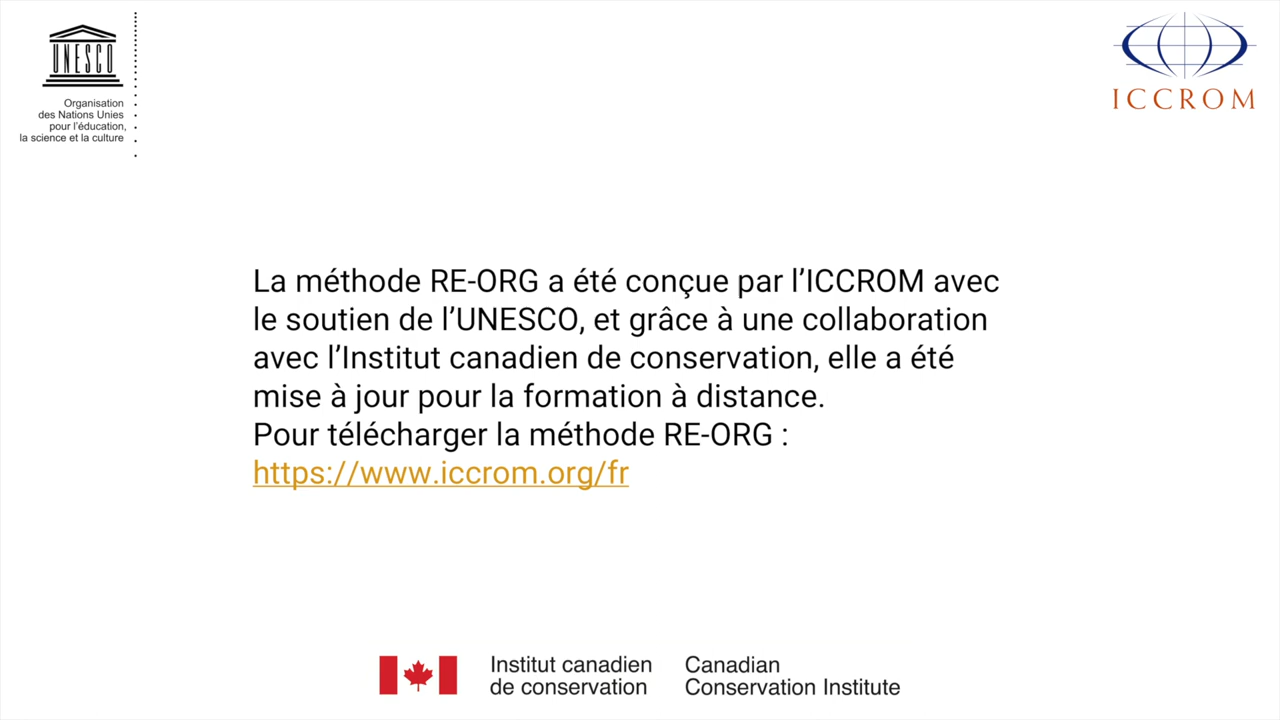 UNESCO
Organisation
des Nations Unies
pour l’éducation,
la science et la culture
ICCROM
La méthode RE-ORG a été conçue par l’ICCROM avec
le soutien de l’UNESCO, et grâce à une collaboration
avec l’Institut canadien de conservation, elle a été
mise à jour pour la formation à distance.
Pour télécharger la méthode RE-ORG :
https://www.iccrom.org/fr
Institut canadien
de conservation
Canadian
Conservation Institute